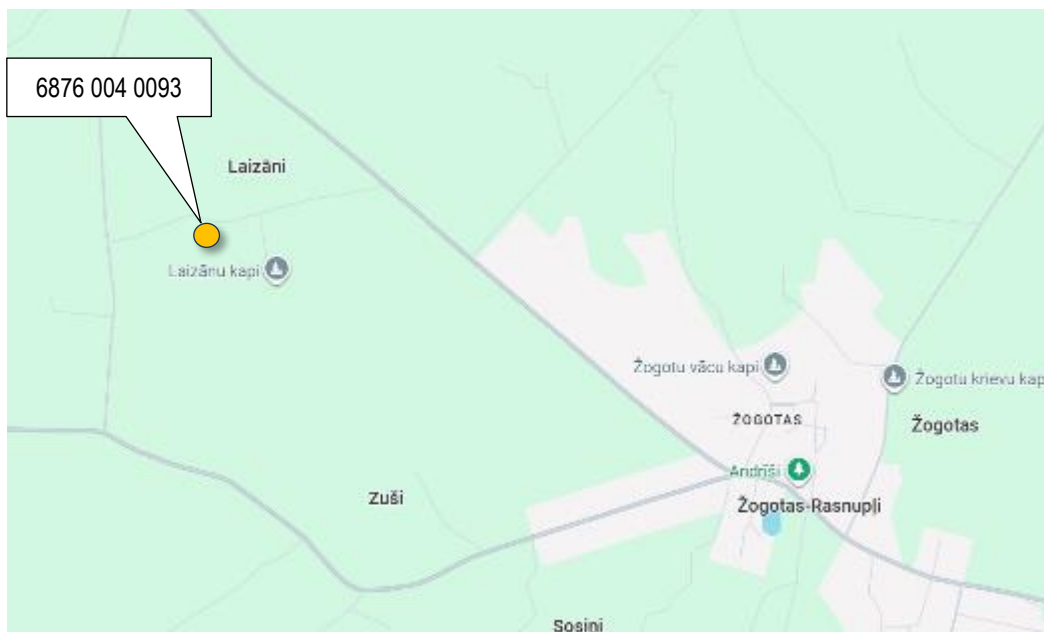 6876 004 0093
Laizāni
Laizānu kapi
Žogotu vācu kapi
Žogotu krievu kap
ŽOGOTAS
Žogotas
Andrīši
Zuši
Žogotas-Rasnupļi
Sosini